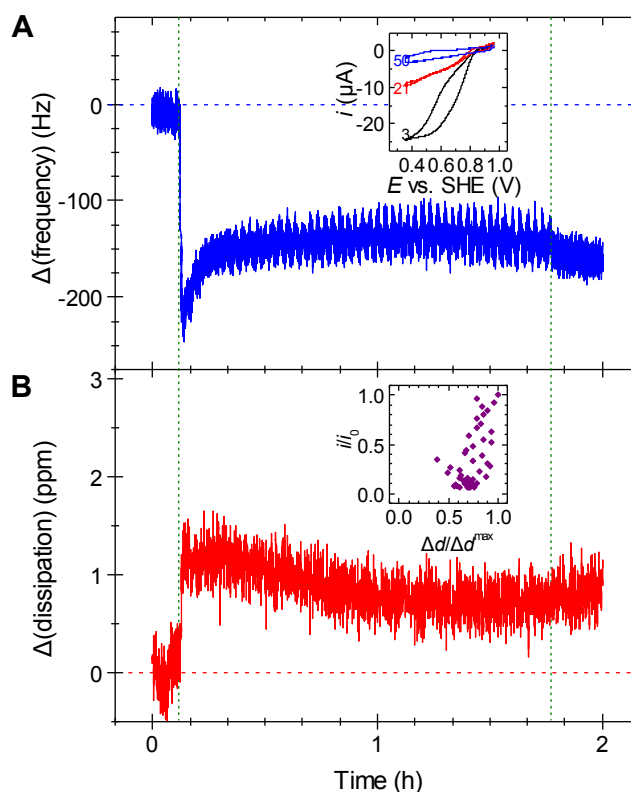 A
Δ(frequency) (Hz)
0
-100
-200
i (µA)
0
-10
-20
50
21
3
0.4 0.6 0.8 1.0
E vs. SHE (V)
B
Δ(dissipation) (ppm)
3
2
1
0
i/i0
1.0
0.5
0.0
0.0 0.5 1.0
Δd/Δdmax
0 1 2
Time (h)